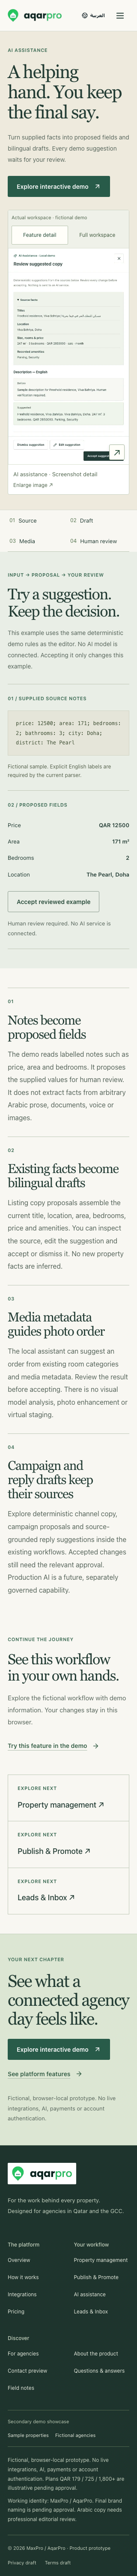 aqarpro
العربية
AI ASSISTANCE
A helping
hand. You keep
the final say.
Turn supplied facts into proposed fields and
bilingual drafts. Every demo suggestion
waits for your review.
Explore interactive demo ↗
Actual workspace · fictional demo
Feature detail
Full workspace
Review suggested copy
Description — English
AI assistance · Screenshot detail
Enlarge image ↗
01 Source
02 Draft
03 Media
04 Human review
INPUT → PROPOSAL → YOUR REVIEW
Try a suggestion.
Keep the decision.
This example uses the same deterministic
demo rules as the editor. No AI model is
connected. Accepting it only changes this
example.
01 / SUPPLIED SOURCE NOTES
price: 12500; area: 171; bedrooms:
2; bathrooms: 3; city: Doha;
district: The Pearl
Fictional sample. Explicit English labels are
required by the current parser.
02 / PROPOSED FIELDS
Price QAR 12500
Area 171 m²
Bedrooms 2
Location The Pearl, Doha
Accept reviewed example
Human review required. No AI service is
connected.
01
Notes become
proposed fields
The demo reads labelled notes such as
price, area and bedrooms. It proposes
the supplied values for human review.
It does not extract facts from arbitrary
Arabic prose, documents, voice or
images.
02
Existing facts become
bilingual drafts
Listing copy proposals assemble the
current title, location, area, bedrooms,
price and amenities. You can inspect
the source, edit the suggestion and
accept or dismiss it. No new property
facts are inferred.
03
Media metadata
guides photo order
The local assistant can suggest an
order from existing room categories
and media metadata. Review the result
before accepting. There is no visual
model analysis, photo enhancement or
virtual staging.
04
Campaign and
reply drafts keep
their sources
Explore deterministic channel copy,
campaign proposals and source-
grounded reply suggestions inside the
existing workspaces. Accepted changes
still need the relevant approval.
Production AI is a future, separately
governed capability.
CONTINUE THE JOURNEY
See this workflow
in your own hands.
Explore the fictional workflow with demo
information. Your changes stay in this
browser.
Try this feature in the demo →
EXPLORE NEXT
Property management ↗
EXPLORE NEXT
Publish & Promote ↗
EXPLORE NEXT
Leads & Inbox ↗
YOUR NEXT CHAPTER
See what a
connected agency
day feels like.
Explore interactive demo ↗
See platform features →
Fictional, browser-local prototype. No live
integrations, AI, payments or account
authentication.
aqarpro
For the work behind every property.
Designed for agencies in Qatar and the GCC.
The platform
Your workflow
Overview
Property management
How it works
Publish & Promote
Integrations
AI assistance
Pricing
Leads & Inbox
Discover
For agencies
About the product
Contact preview
Questions & answers
Field notes
Secondary demo showcase
Sample properties
Fictional agencies
Fictional, browser-local prototype. No live
integrations, AI, payments or account
authentication. Plans QAR 179 / 725 / 1,800+ are
illustrative pending approval.
Working identity: MaxPro / AqarPro. Final brand
naming is pending approval. Arabic copy needs
professional editorial review.
© 2026 MaxPro / AqarPro · Product prototype
Privacy draft
Terms draft